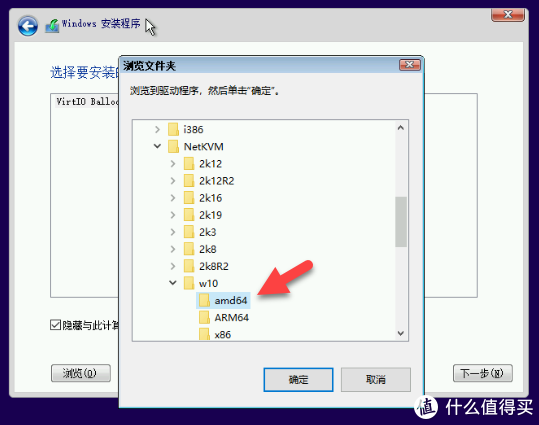 Windows 安装程序
选择要安装的
VirtIO Balloo
隐藏与此计算
浏览(O)
下一步(N)
浏览文件夹
浏览到驱动程序，然后单击“确定”。
i386
NetKVM
2k12
2k12R2
2k16
2k19
2k3
2k8
2k8R2
w10
amd64
ARM64
x86
确定
取消
值 什么值得买